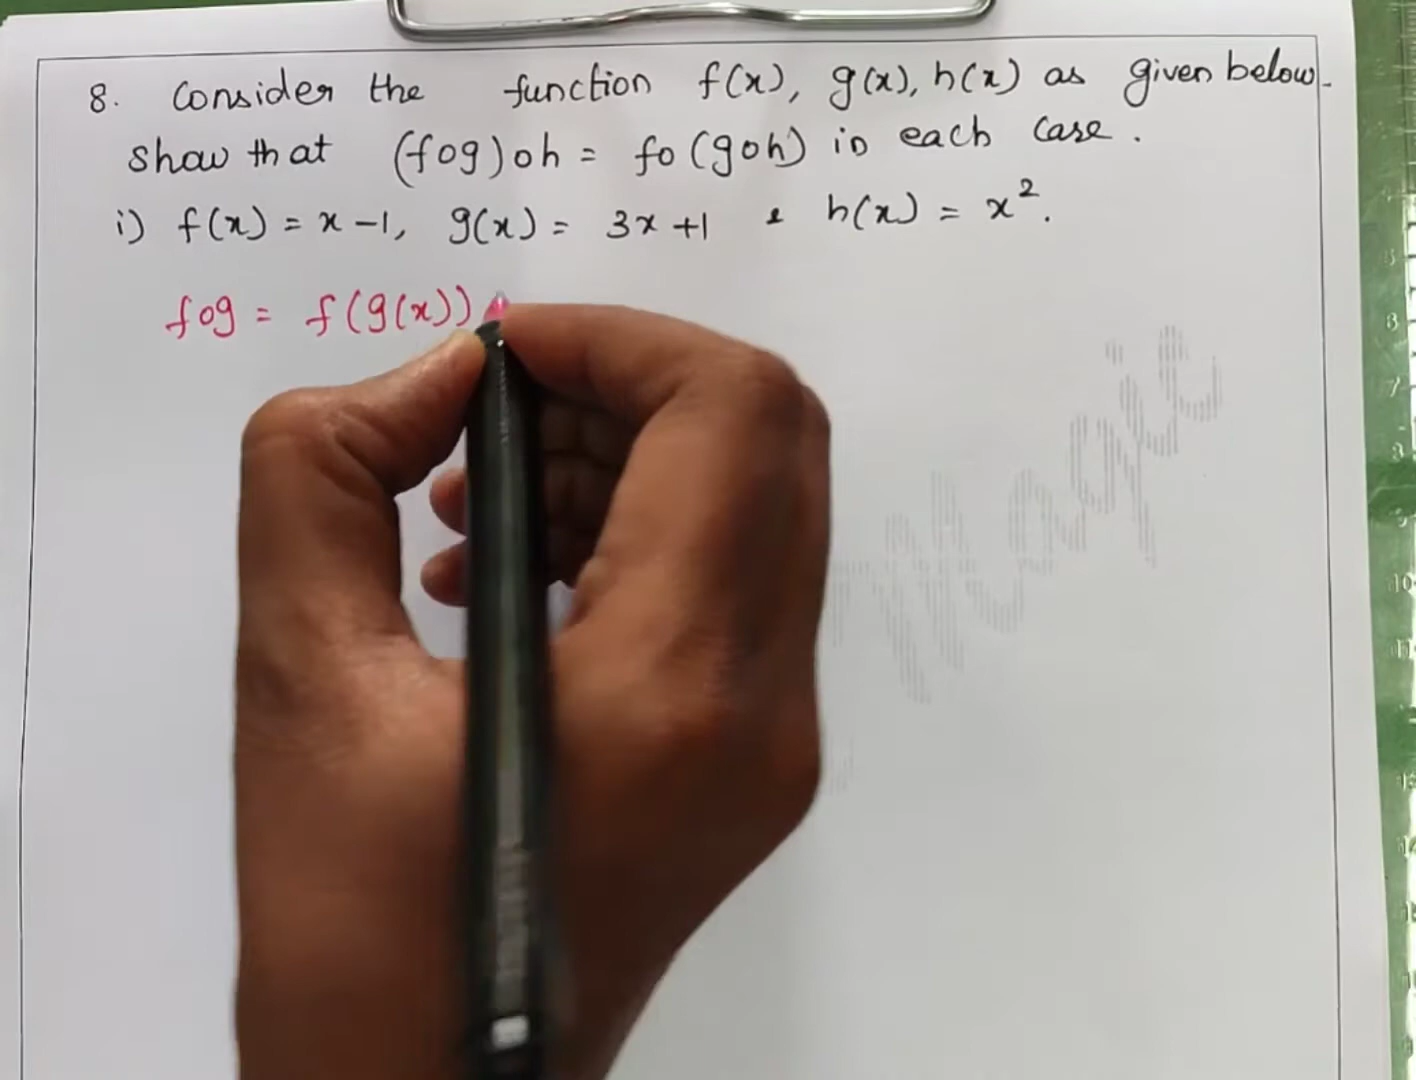 8. Consider the function f(x), g(x), h(x) as given below.
show that (fog)oh = fo(goh) in each case.
i) f(x) = x -1, g(x) = 3x +1 & h(x) = x².
fog = f(g(x))
Magic